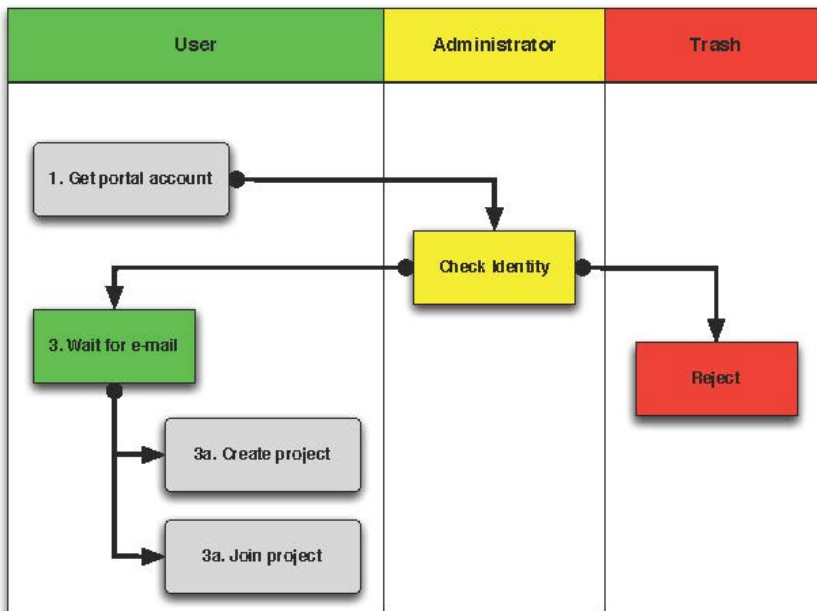 User
Administrator
Trash
1. Get portal account
Check Identity
3. Wait for e-mail
Reject
3a. Create project
3a. Join project